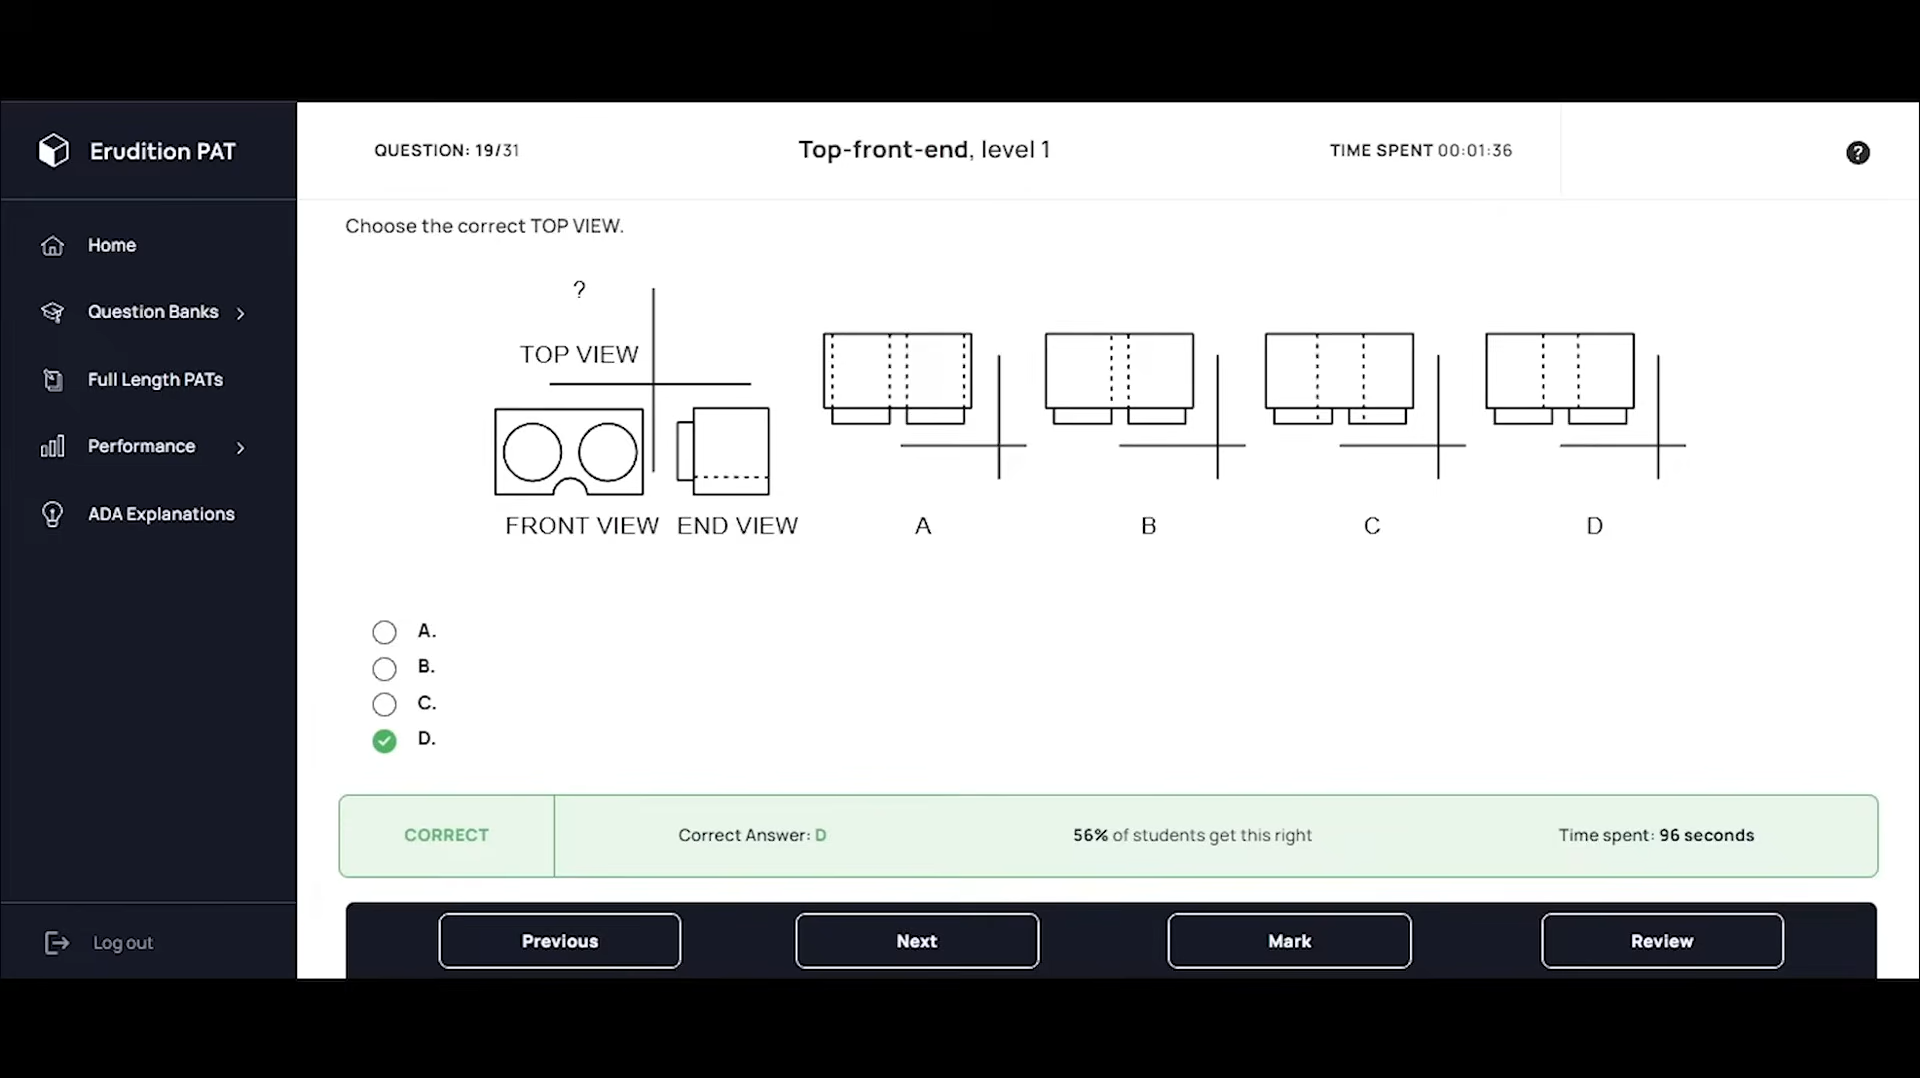 Erudition PAT
QUESTION: 19/31
Top-front-end, level 1
TIME SPENT 00:01:36
?
Home
Question Banks
Full Length PATs
Performance
ADA Explanations
Log out
Choose the correct TOP VIEW.
?
TOP VIEW
FRONT VIEW
END VIEW
A
B
C
D
A.
B.
C.
D.
CORRECT
Correct Answer: D
56% of students get this right
Time spent: 96 seconds
Previous
Next
Mark
Review